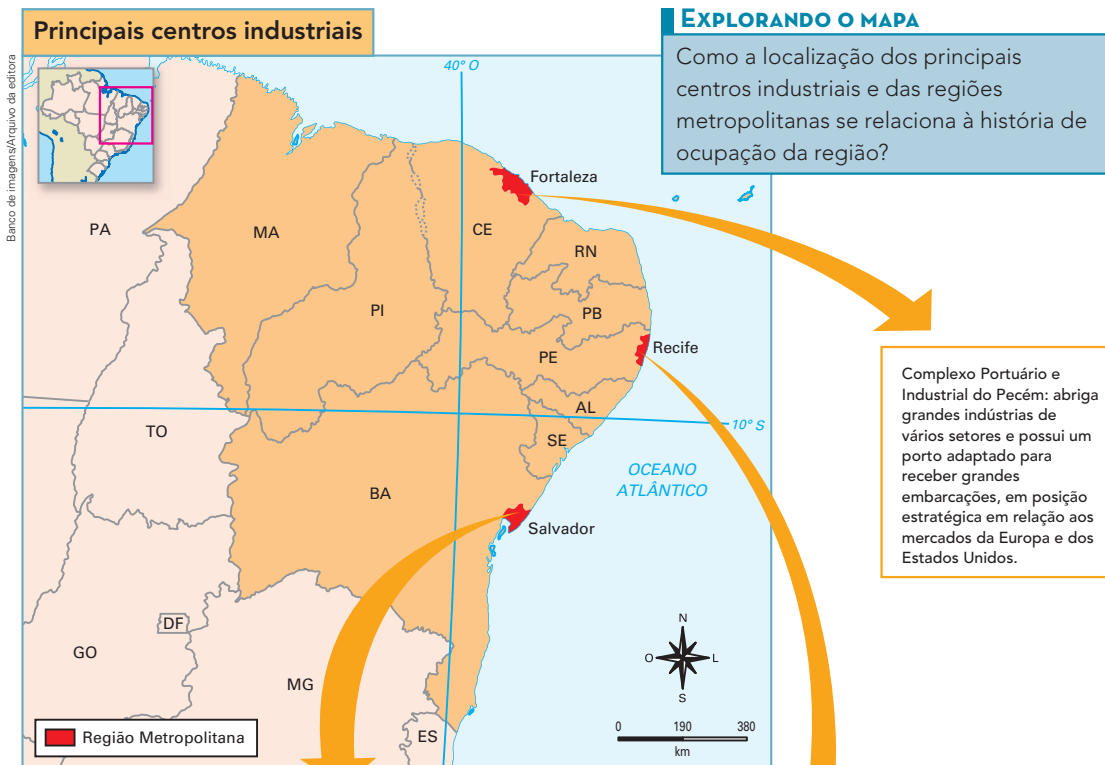 Principais centros industriais
EXPLORANDO O MAPA
Como a localização dos principais
centros industriais e das regiões
metropolitanas se relaciona à história de
ocupação da região?
Banco de imagens/Arquivo da editora
40° O
Fortaleza
PA
MA
CE
RN
PI
PB
PE
Recife
AL
10° S
TO
SE
BA
OCEANO
ATLÂNTICO
Salvador
Complexo Portuário e
Industrial do Pecém: abriga
grandes indústrias de
vários setores e possui um
porto adaptado para
receber grandes
embarcações, em posição
estratégica em relação aos
mercados da Europa e dos
Estados Unidos.
DF
GO
MG
ES
N
O
L
S
0 190 380
km
Região Metropolitana